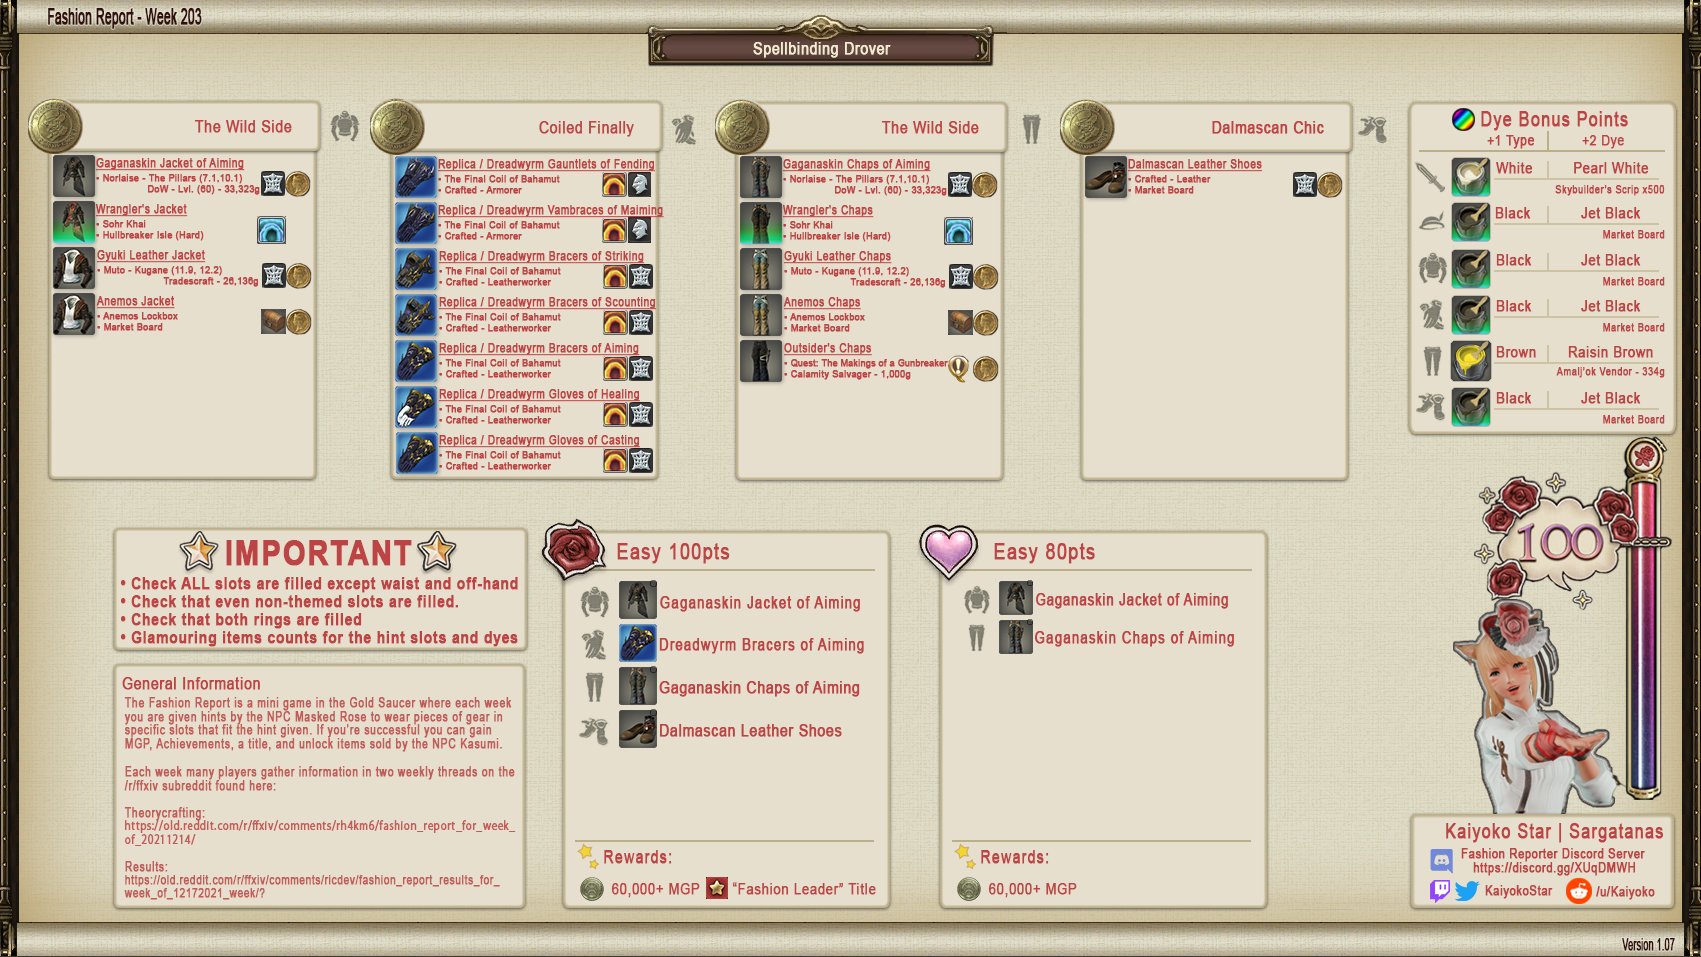 Fashion Report - Week 203
Spellbinding Drover
The Wild Side
Gaganaskin Jacket of Aiming
• Norlaise - The Pillars (7.1,10.1)
DoW - Lvl. (60) - 33,323g
Wrangler's Jacket
• Sohr Khai
• Hullbreaker Isle (Hard)
Gyuki Leather Jacket
• Muto - Kugane (11.9, 12.2)
Tradescraft - 26,136g
Anemos Jacket
• Anemos Lockbox
• Market Board
Coiled Finally
Replica / Dreadwyrm Gauntlets of Fending
• The Final Coil of Bahamut
• Crafted - Armorer
Replica / Dreadwyrm Vambraces of Maiming
• The Final Coil of Bahamut
• Crafted - Armorer
Replica / Dreadwyrm Bracers of Striking
• The Final Coil of Bahamut
• Crafted - Leatherworker
Replica / Dreadwyrm Bracers of Scounting
• The Final Coil of Bahamut
• Crafted - Leatherworker
Replica / Dreadwyrm Bracers of Aiming
• The Final Coil of Bahamut
• Crafted - Leatherworker
Replica / Dreadwyrm Gloves of Healing
• The Final Coil of Bahamut
• Crafted - Leatherworker
Replica / Dreadwyrm Gloves of Casting
• The Final Coil of Bahamut
• Crafted - Leatherworker
The Wild Side
Gaganaskin Chaps of Aiming
• Norlaise - The Pillars (7.1,10.1)
DoW - Lvl. (60) - 33,323g
Wrangler's Chaps
• Sohr Khai
• Hullbreaker Isle (Hard)
Gyuki Leather Chaps
• Muto - Kugane (11.9, 12.2)
Tradescraft - 26,136g
Anemos Chaps
• Anemos Lockbox
• Market Board
Outsider's Chaps
• Quest: The Makings of a Gunbreaker
• Calamity Salvager - 1,000g
Dalmascan Chic
Dalmascan Leather Shoes
• Crafted - Leather
• Market Board
Dye Bonus Points
+1 Type | +2 Dye
White | Pearl White
Skybuilder's Scrip x500
Black | Jet Black
Market Board
Black | Jet Black
Market Board
Black | Jet Black
Market Board
Brown | Raisin Brown
Amalj'ok Vendor - 334g
Black | Jet Black
Market Board
IMPORTANT
• Check ALL slots are filled except waist and off-hand
• Check that even non-themed slots are filled.
• Check that both rings are filled
• Glamouring items counts for the hint slots and dyes
General Information
The Fashion Report is a mini game in the Gold Saucer where each week
you are given hints by the NPC Masked Rose to wear pieces of gear in
specific slots that fit the hint given. If you're successful you can gain
MGP, Achievements, a title, and unlock items sold by the NPC Kasumi.
Each week many players gather information in two weekly threads on the
/r/ffxiv subreddit found here:
Theorycrafting:
https://old.reddit.com/r/ffxiv/comments/rh4km6/fashion_report_for_week_
of_20211214/
Results:
https://old.reddit.com/r/ffxiv/comments/ricdev/fashion_report_results_for_
week_of_12172021_week/?
Easy 100pts
Gaganaskin Jacket of Aiming
Dreadwyrm Bracers of Aiming
Gaganaskin Chaps of Aiming
Dalmascan Leather Shoes
Rewards:
60,000+ MGP "Fashion Leader" Title
Easy 80pts
Gaganaskin Jacket of Aiming
Gaganaskin Chaps of Aiming
Rewards:
60,000+ MGP
100
Kaiyoko Star | Sargatanas
Fashion Reporter Discord Server
https://discord.gg/XUqDMWH
KaiyokoStar /u/Kaiyoko
Version 1.07